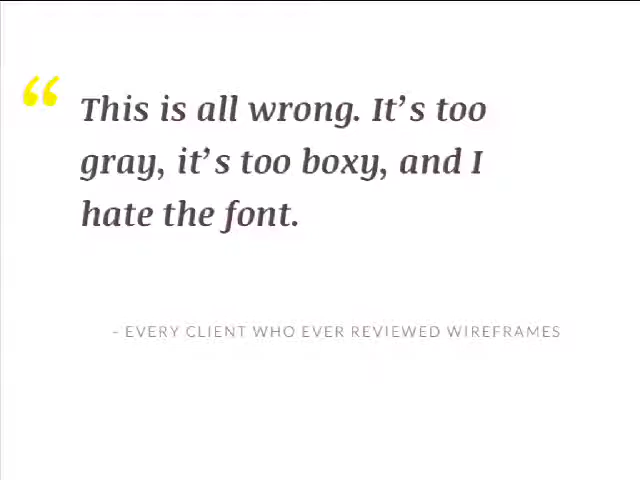 “ This is all wrong. It’s too
gray, it’s too boxy, and I
hate the font.
- EVERY CLIENT WHO EVER REVIEWED WIREFRAMES